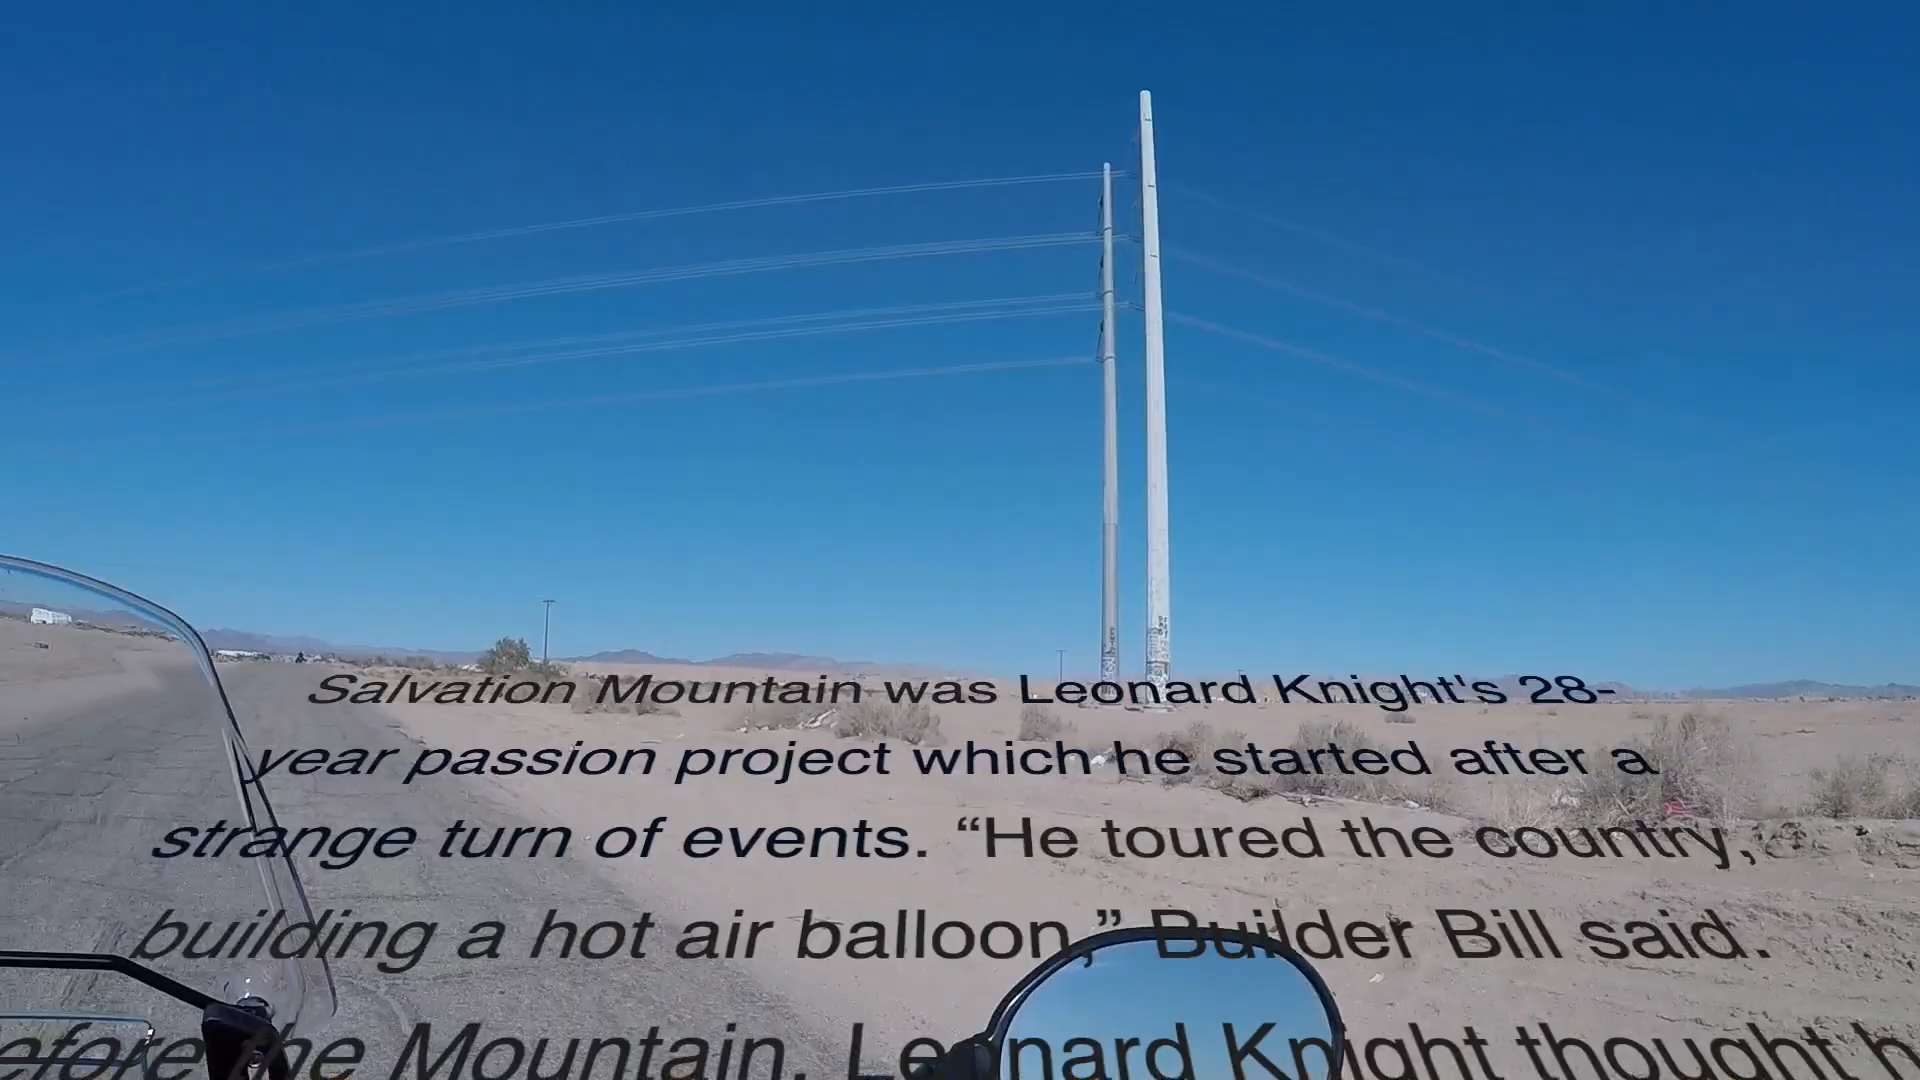 Salvation Mountain was Leonard Knight's 28-
year passion project which he started after a
strange turn of events. “He toured the country,
building a hot air balloon,” Builder Bill said.
the Mountain, Leonard Knight thought